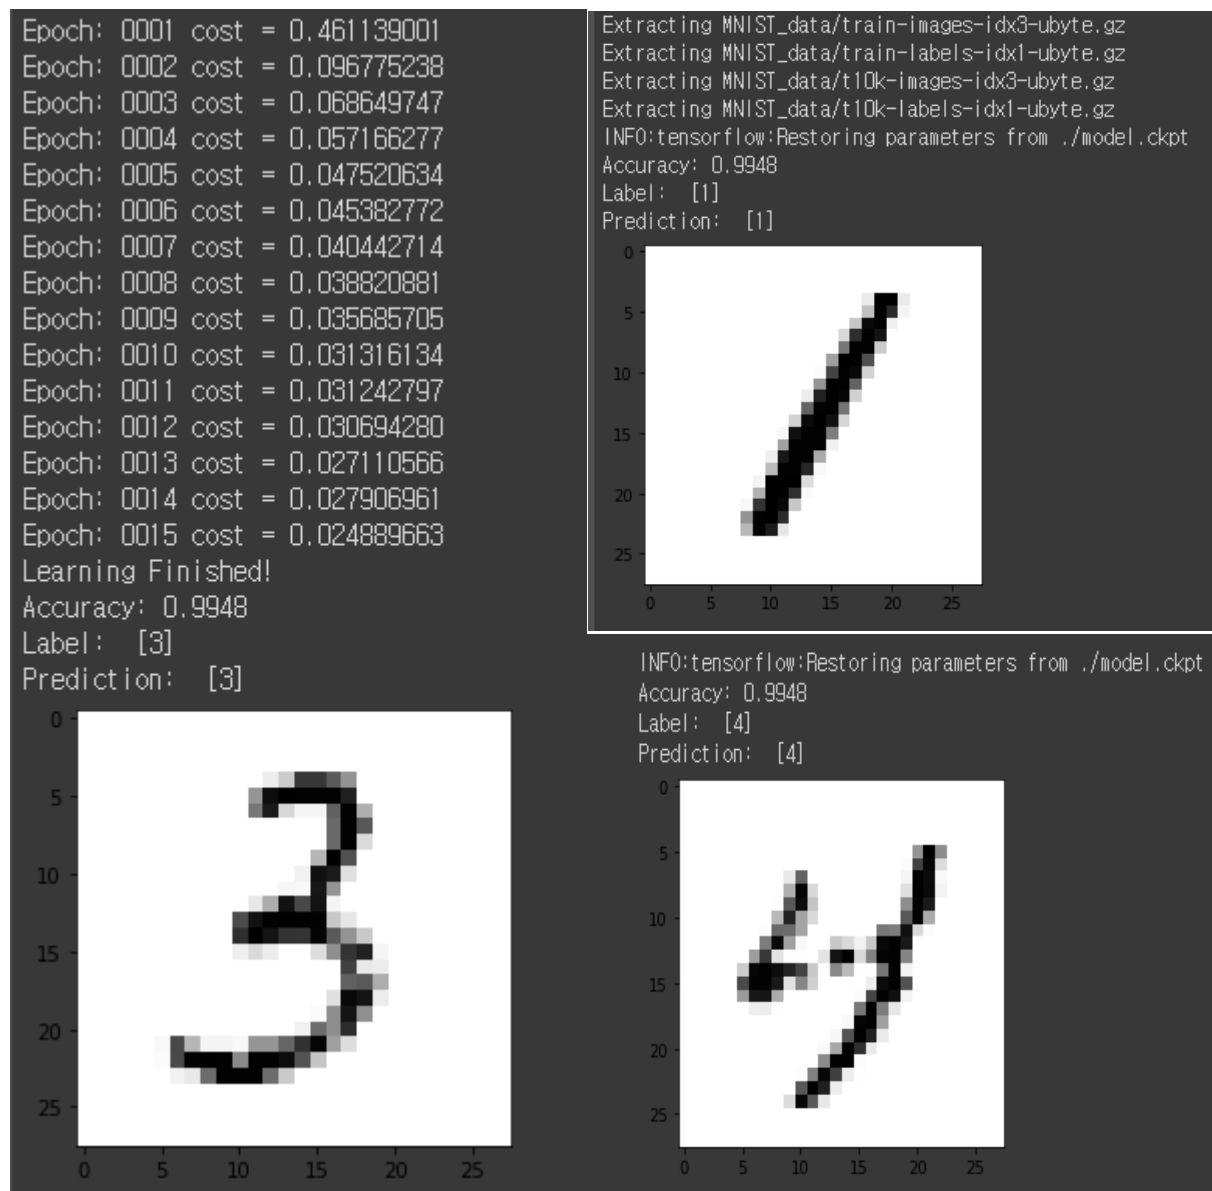 Epoch: 0001 cost = 0.461139001
Epoch: 0002 cost = 0.096775238
Epoch: 0003 cost = 0.068649747
Epoch: 0004 cost = 0.057166277
Epoch: 0005 cost = 0.047520634
Epoch: 0006 cost = 0.045382772
Epoch: 0007 cost = 0.040442714
Epoch: 0008 cost = 0.038820881
Epoch: 0009 cost = 0.035685705
Epoch: 0010 cost = 0.031316134
Epoch: 0011 cost = 0.031242797
Epoch: 0012 cost = 0.030694280
Epoch: 0013 cost = 0.027110566
Epoch: 0014 cost = 0.027906961
Epoch: 0015 cost = 0.024889663
Learning Finished!
Accuracy: 0.9948
Label: [3]
Prediction: [3]
0
5
10
15
20
25
3
0 5 10 15 20 25
Extracting MNIST_data/train-images-idx3-ubyte.gz
Extracting MNIST_data/train-labels-idx1-ubyte.gz
Extracting MNIST_data/t10k-images-idx3-ubyte.gz
Extracting MNIST_data/t10k-labels-idx1-ubyte.gz
INFO:tensorflow:Restoring parameters from ./model.ckpt
Accuracy: 0.9948
Label: [1]
Prediction: [1]
0
5
10
15
20
25
1
0 5 10 15 20 25
INFO:tensorflow:Restoring parameters from ./model.ckpt
Accuracy: 0.9948
Label: [4]
Prediction: [4]
0
5
10
15
20
25
4
0 5 10 15 20 25